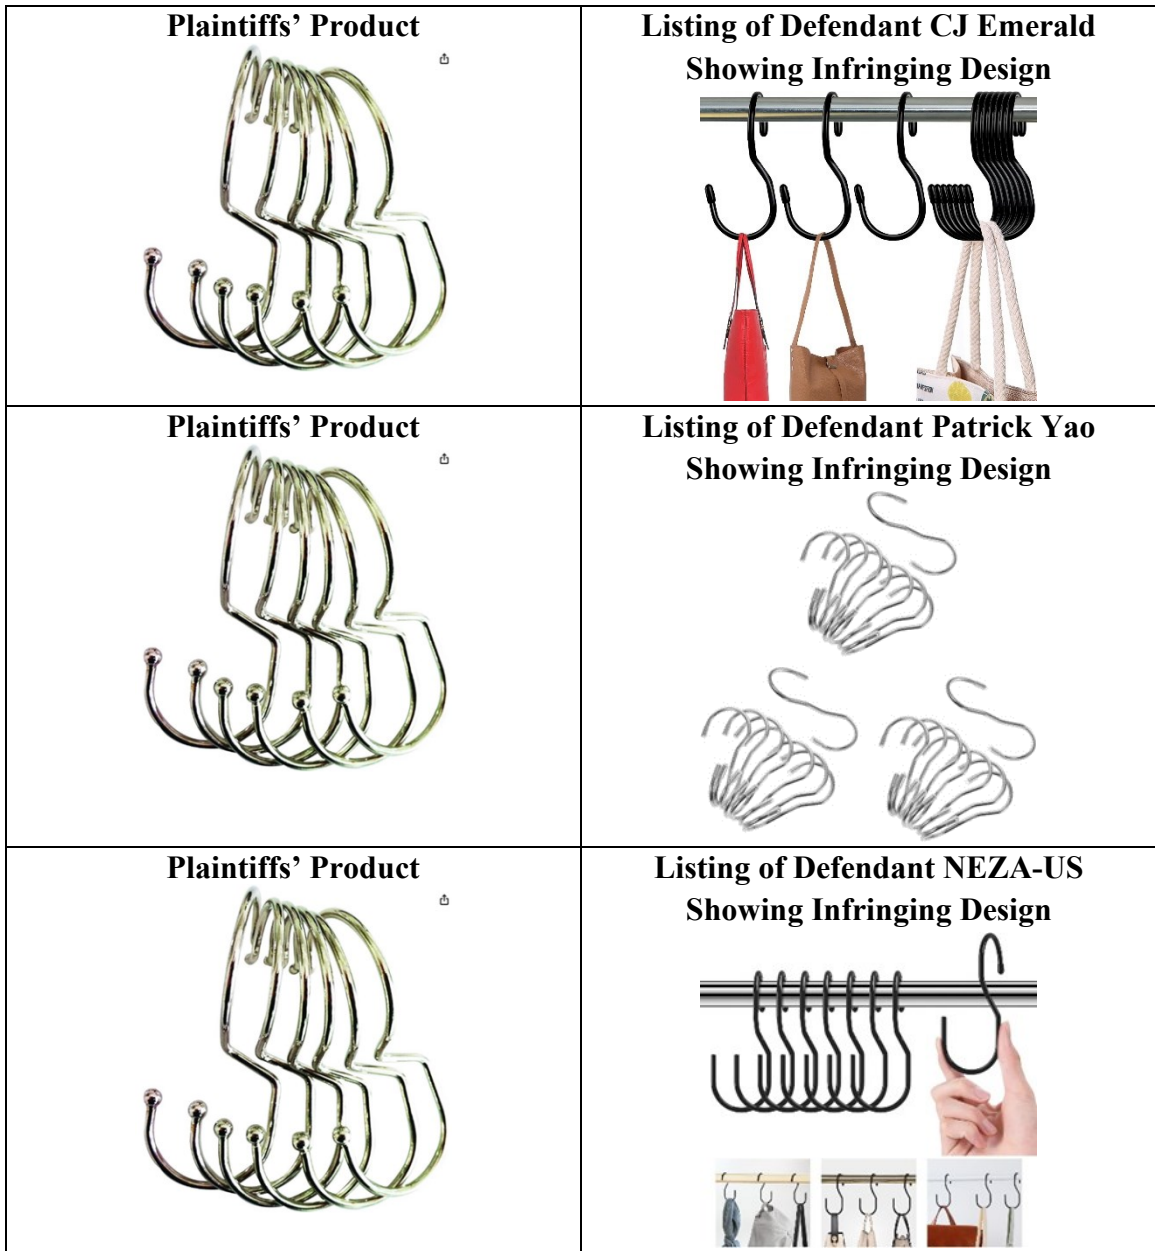 Plaintiffs’ Product
Listing of Defendant CJ Emerald
Showing Infringing Design
Plaintiffs’ Product
Listing of Defendant Patrick Yao
Showing Infringing Design
Plaintiffs’ Product
Listing of Defendant NEZA-US
Showing Infringing Design